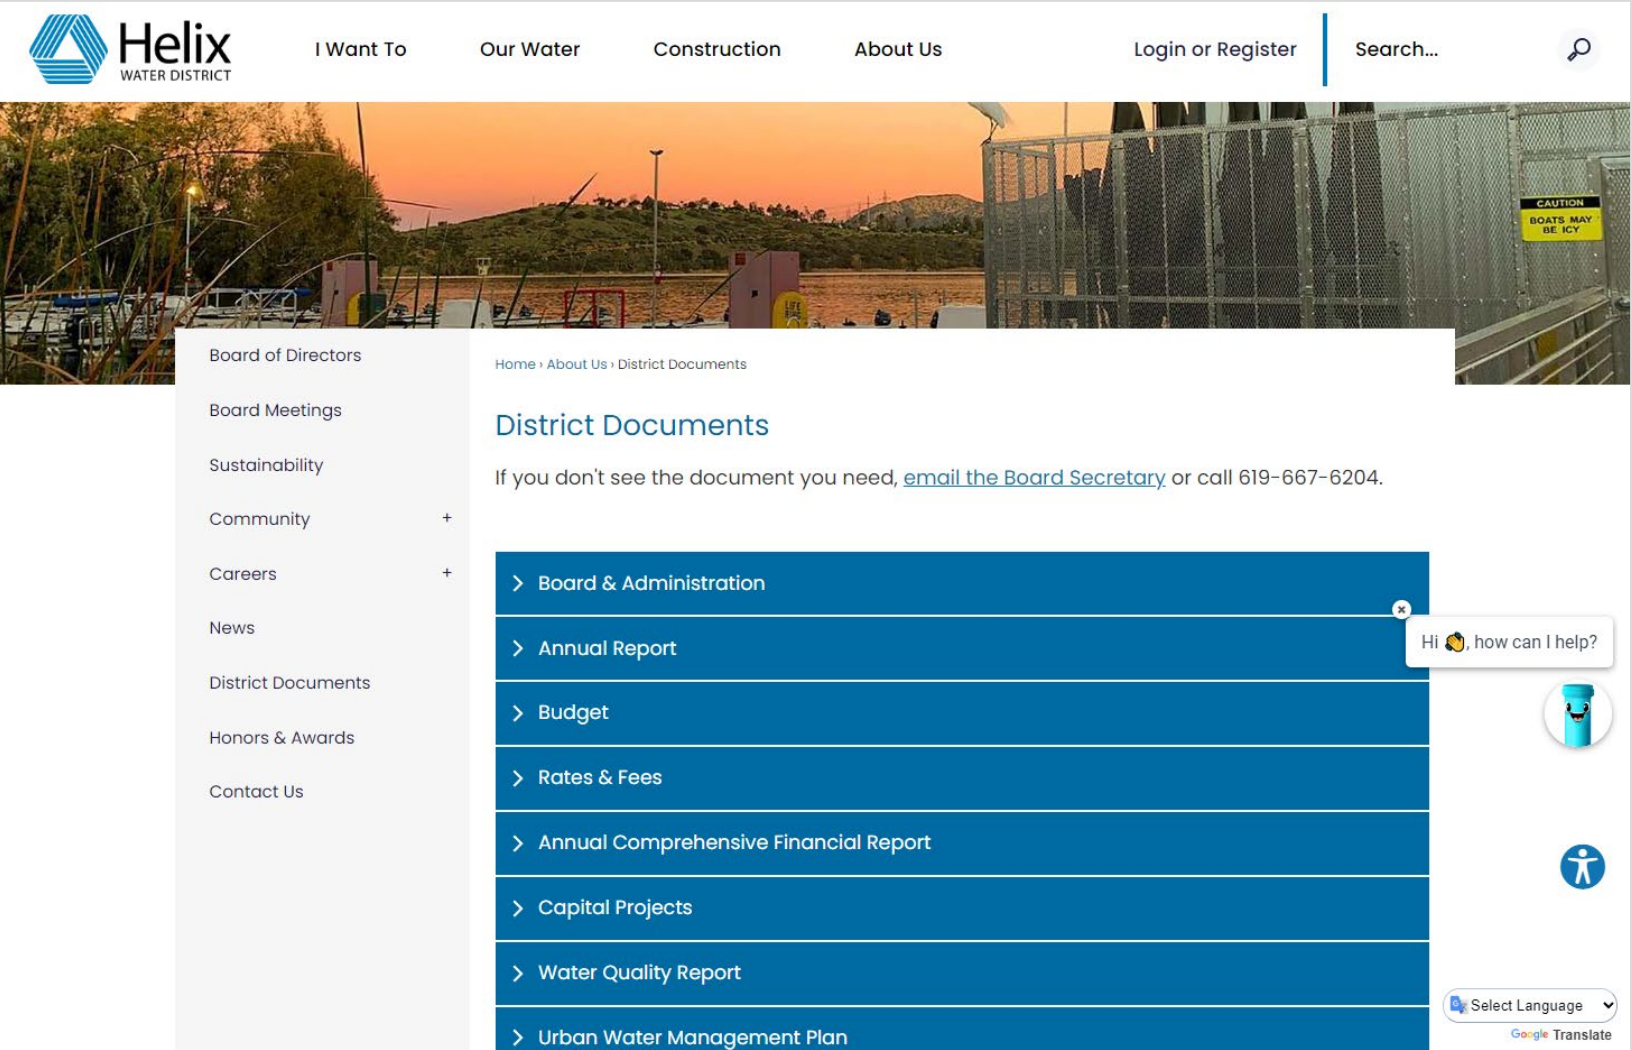 Helix
WATER DISTRICT
I Want To
Our Water
Construction
About Us
Login or Register
Search...
CAUTION
BOATS MAY
BE ICY
LIFE
RING
Board of Directors
Board Meetings
Sustainability
Community +
Careers +
News
District Documents
Honors & Awards
Contact Us
Home › About Us › District Documents
District Documents
If you don't see the document you need, email the Board Secretary or call 619-667-6204.
Board & Administration
Annual Report
Budget
Rates & Fees
Annual Comprehensive Financial Report
Capital Projects
Water Quality Report
Urban Water Management Plan
Hi 👋, how can I help?
Select Language
Google Translate